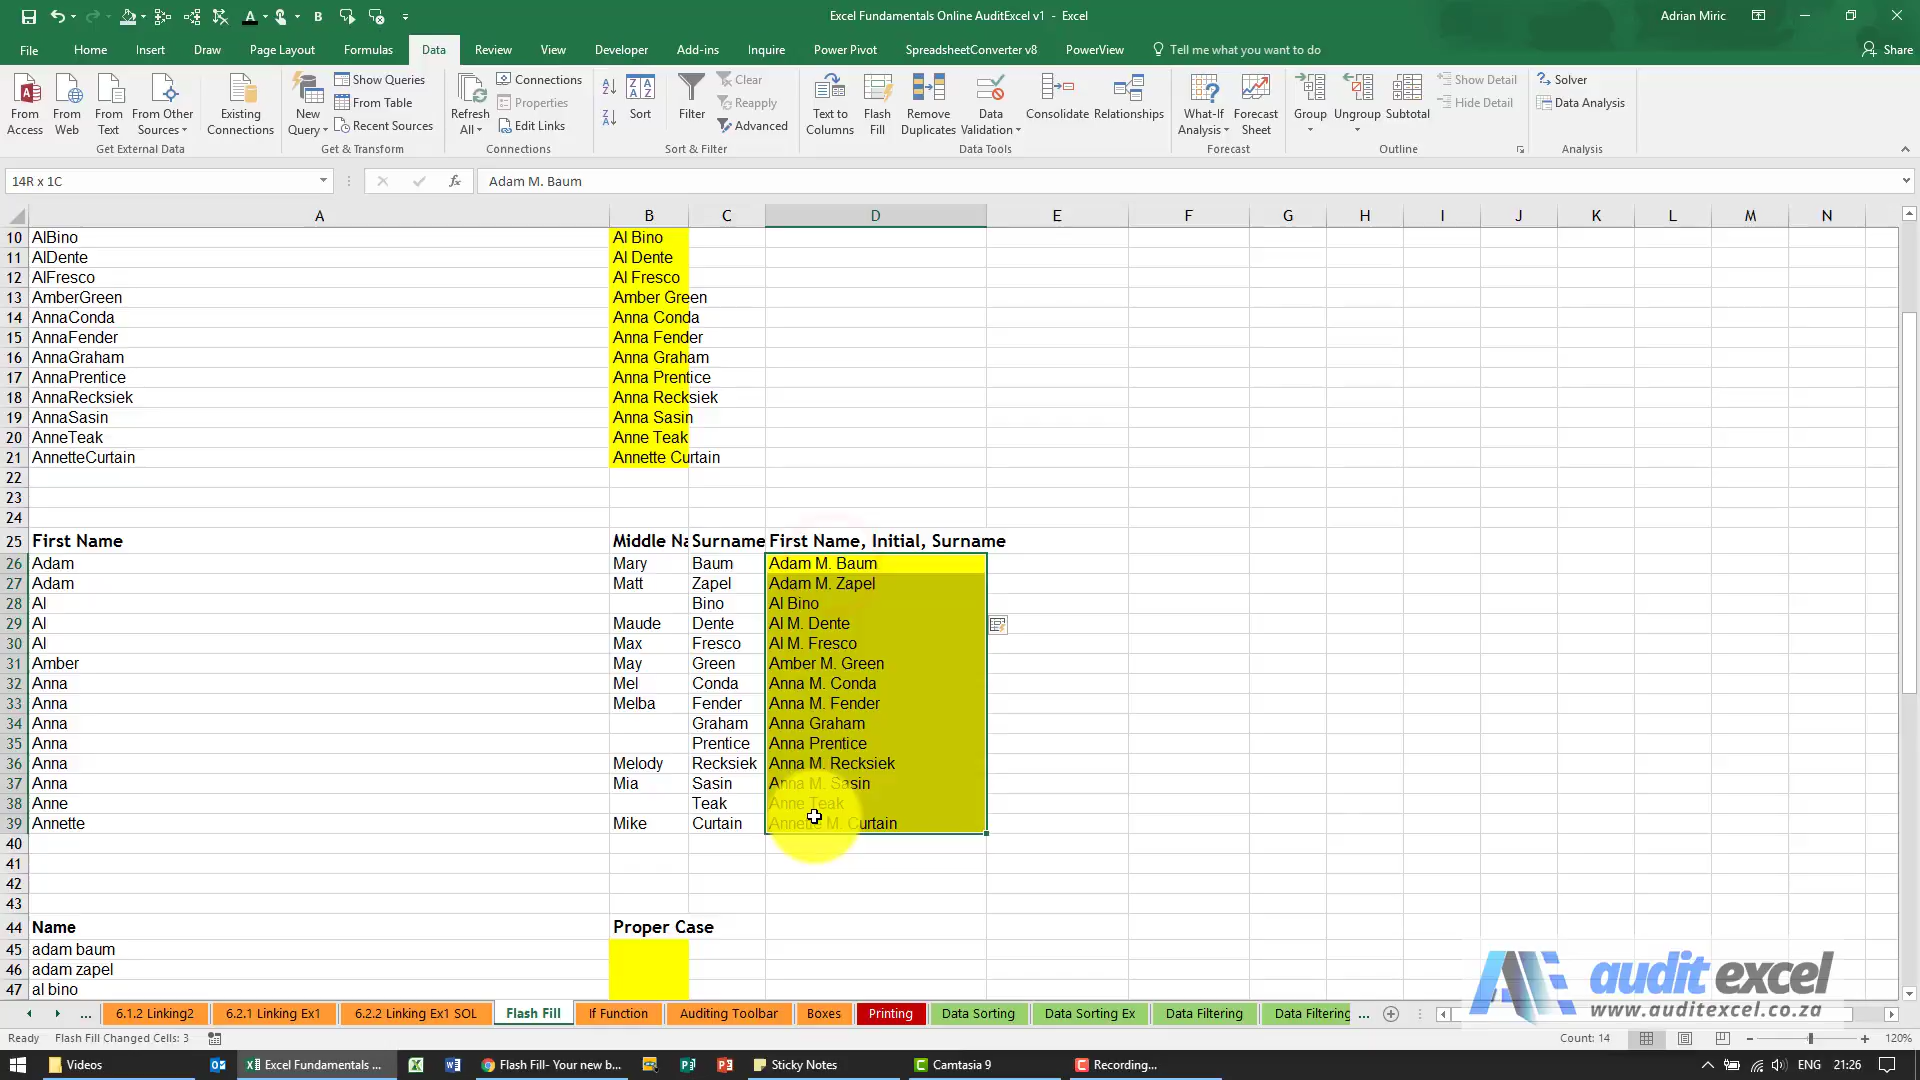 Excel Fundamentals Online AuditExcel v1 - Excel
Adrian Miric
File Home Insert Draw Page Layout Formulas Data Review View Developer Add-ins Inquire Power Pivot SpreadsheetConverter v8 PowerView Tell me what you want to do Share
From Access
From Web
From Text
From Other Sources
Existing Connections
Get External Data
New Query
Show Queries
From Table
Recent Sources
Get & Transform
Refresh All
Connections
Properties
Edit Links
Connections
Sort
Filter
Clear
Reapply
Advanced
Sort & Filter
Text to Columns
Flash Fill
Remove Duplicates
Data Validation
Consolidate
Relationships
Data Tools
What-If Analysis
Forecast Sheet
Forecast
Group
Ungroup
Subtotal
Show Detail
Hide Detail
Outline
Solver
Data Analysis
Analysis
14R x 1C fx Adam M. Baum
A B C D E F G H I J K L M N
10 AlBino Al Bino
11 AlDente Al Dente
12 AlFresco Al Fresco
13 AmberGreen Amber Green
14 AnnaConda Anna Conda
15 AnnaFender Anna Fender
16 AnnaGraham Anna Graham
17 AnnaPrentice Anna Prentice
18 AnnaRecksiek Anna Recksiek
19 AnnaSasin Anna Sasin
20 AnneTeak Anne Teak
21 AnnetteCurtain Annette Curtain
22
23
24
25 First Name Middle Na Surname First Name, Initial, Surname
26 Adam Mary Baum Adam M. Baum
27 Adam Matt Zapel Adam M. Zapel
28 Al Bino Al Bino
29 Al Maude Dente Al M. Dente
30 Al Max Fresco Al M. Fresco
31 Amber May Green Amber M. Green
32 Anna Mel Conda Anna M. Conda
33 Anna Melba Fender Anna M. Fender
34 Anna Graham Anna Graham
35 Anna Prentice Anna Prentice
36 Anna Melody Recksiek Anna M. Recksiek
37 Anna Mia Sasin Anna M. Sasin
38 Anne Teak Anne Teak
39 Annette Mike Curtain Annette M. Curtain
40
41
42
43
44 Name Proper Case
45 adam baum
46 adam zapel
47 al bino
audit excel
www.auditexcel.co.za
... 6.1.2 Linking2 6.2.1 Linking Ex1 6.2.2 Linking Ex1 SOL Flash Fill If Function Auditing Toolbar Boxes Printing Data Sorting Data Sorting Ex Data Filtering Data Filtering ...
Ready Flash Fill Changed Cells: 3 Count: 14 120%
Videos Excel Fundamentals ... Flash Fill- Your new b... Sticky Notes Camtasia 9 Recording... ENG 21:26